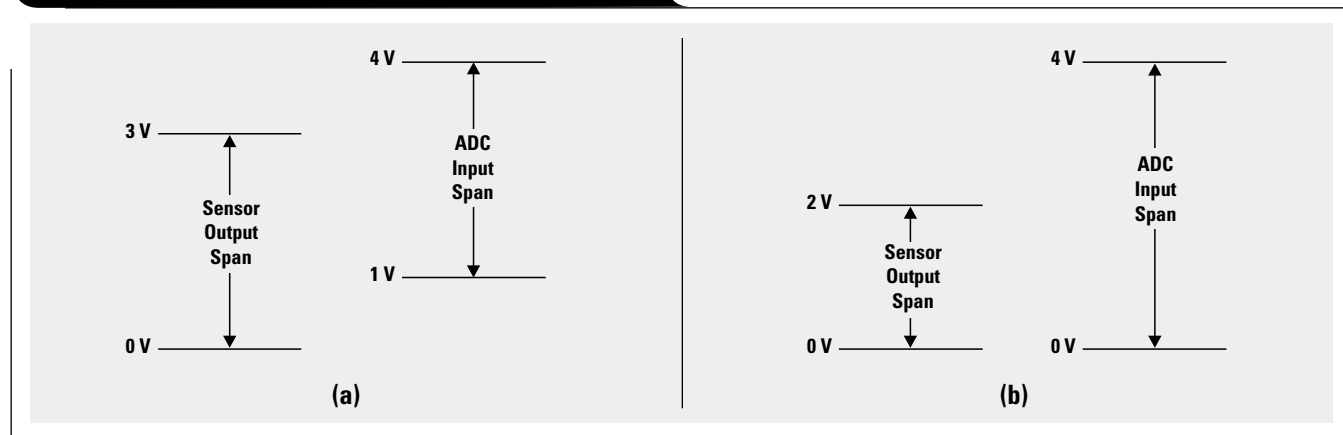 3 V
Sensor
Output
Span
0 V
4 V
ADC
Input
Span
1 V
(a)
2 V
Sensor
Output
Span
0 V
4 V
ADC
Input
Span
0 V
(b)